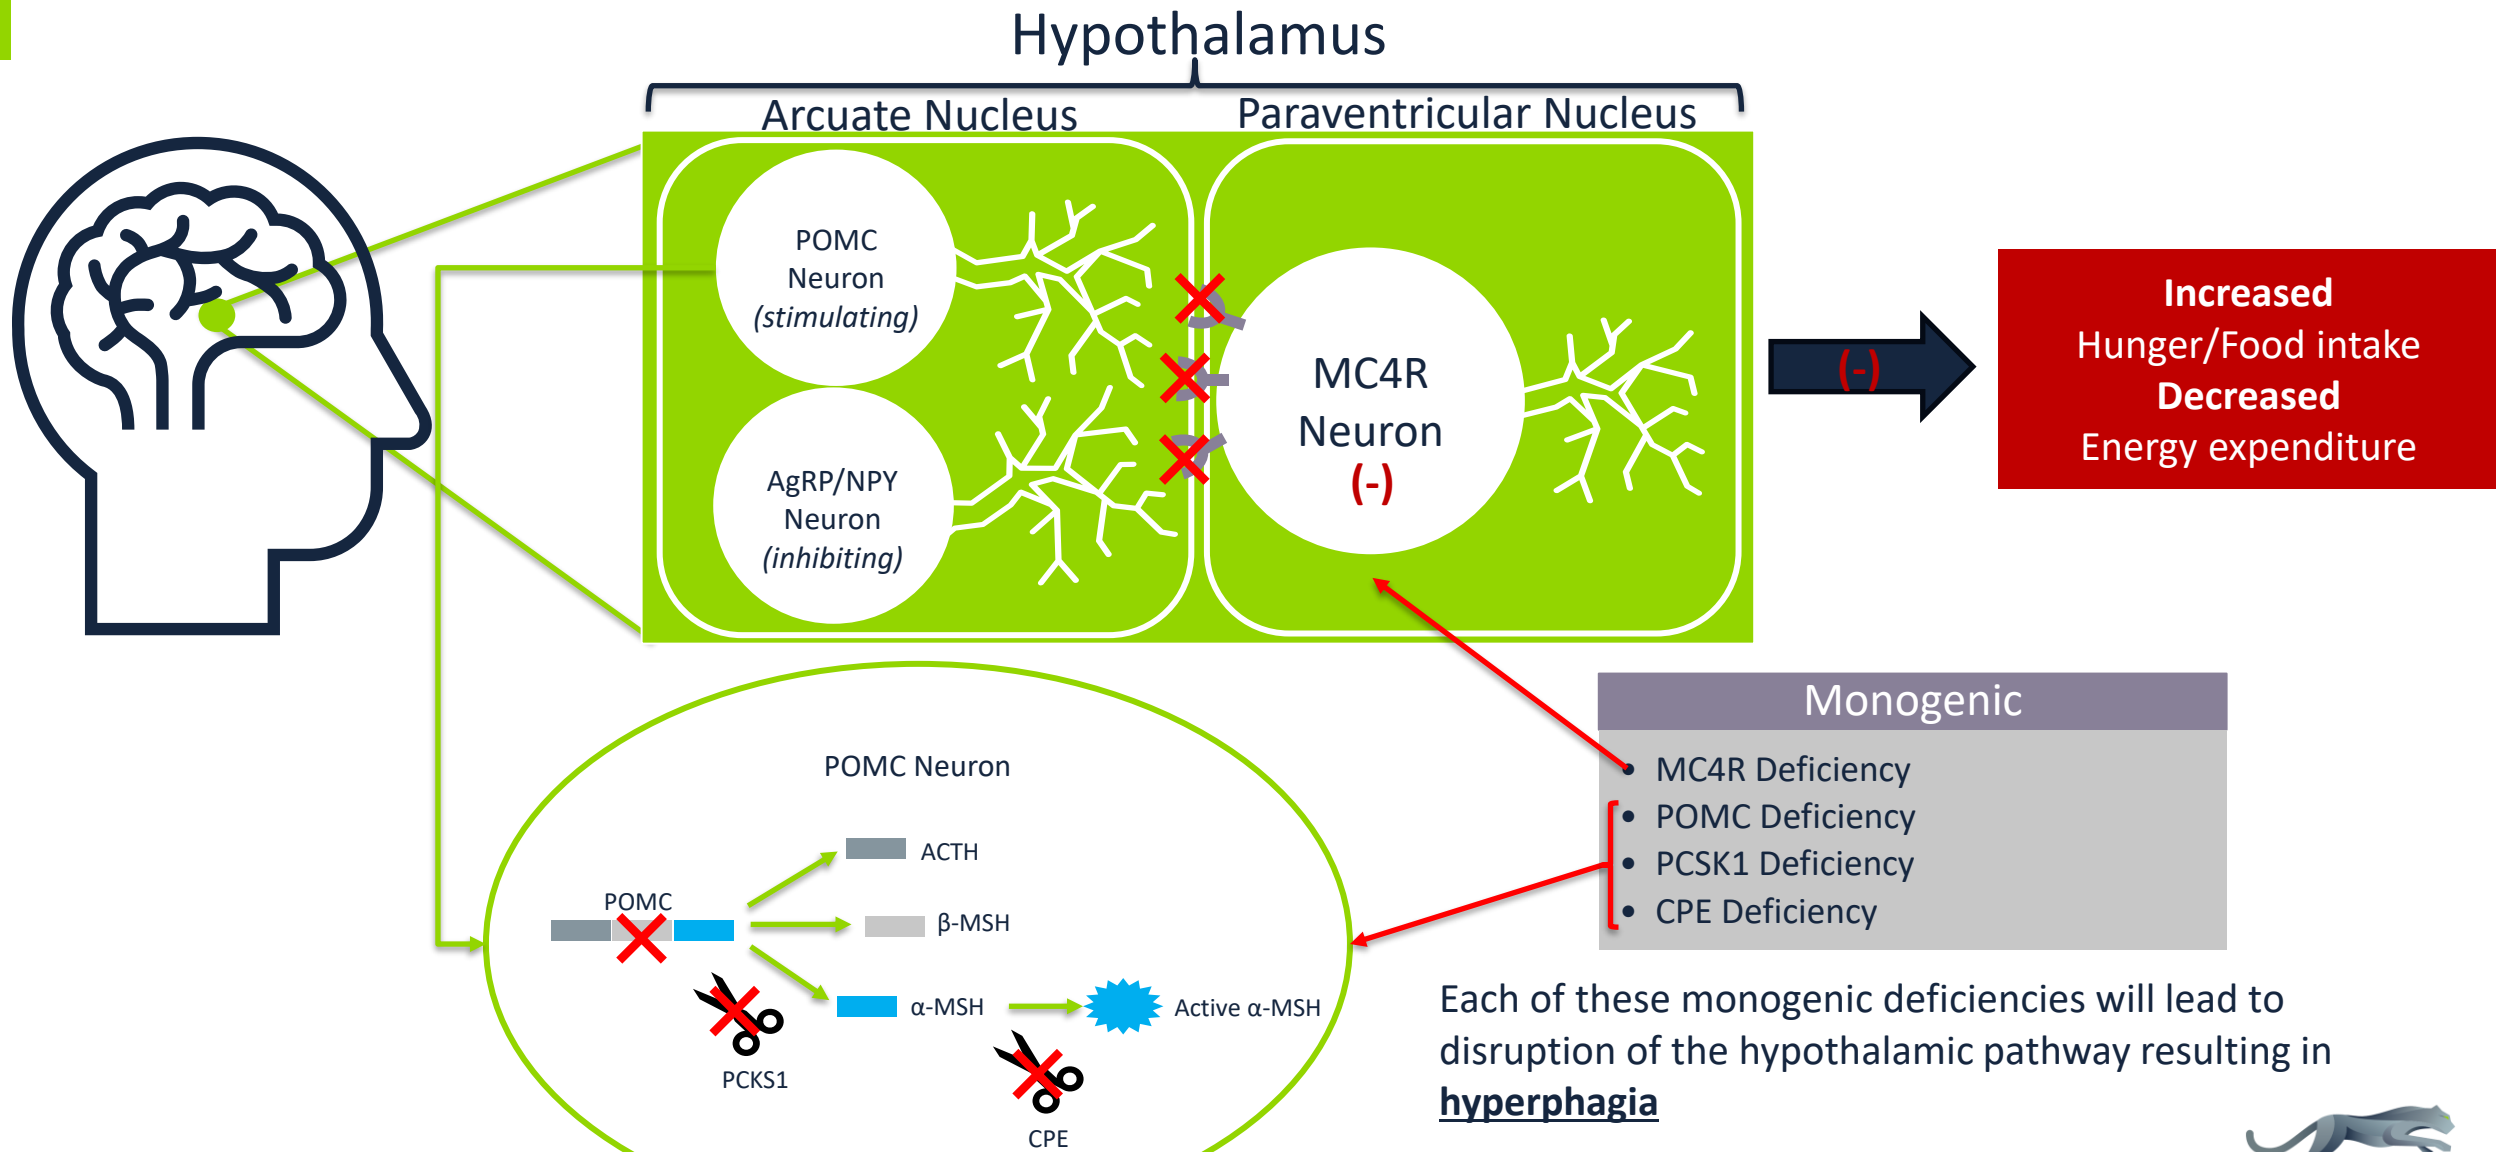 Hypothalamus
Arcuate Nucleus
Paraventricular Nucleus
POMC
Neuron
(stimulating)
AgRP/NPY
Neuron
(inhibiting)
MC4R
Neuron
(-)
(-)
Increased
Hunger/Food intake
Decreased
Energy expenditure
Monogenic
• MC4R Deficiency
• POMC Deficiency
• PCSK1 Deficiency
• CPE Deficiency
POMC Neuron
POMC
ACTH
β-MSH
α-MSH
Active α-MSH
PCKS1
CPE
Each of these monogenic deficiencies will lead to
disruption of the hypothalamic pathway resulting in
hyperphagia